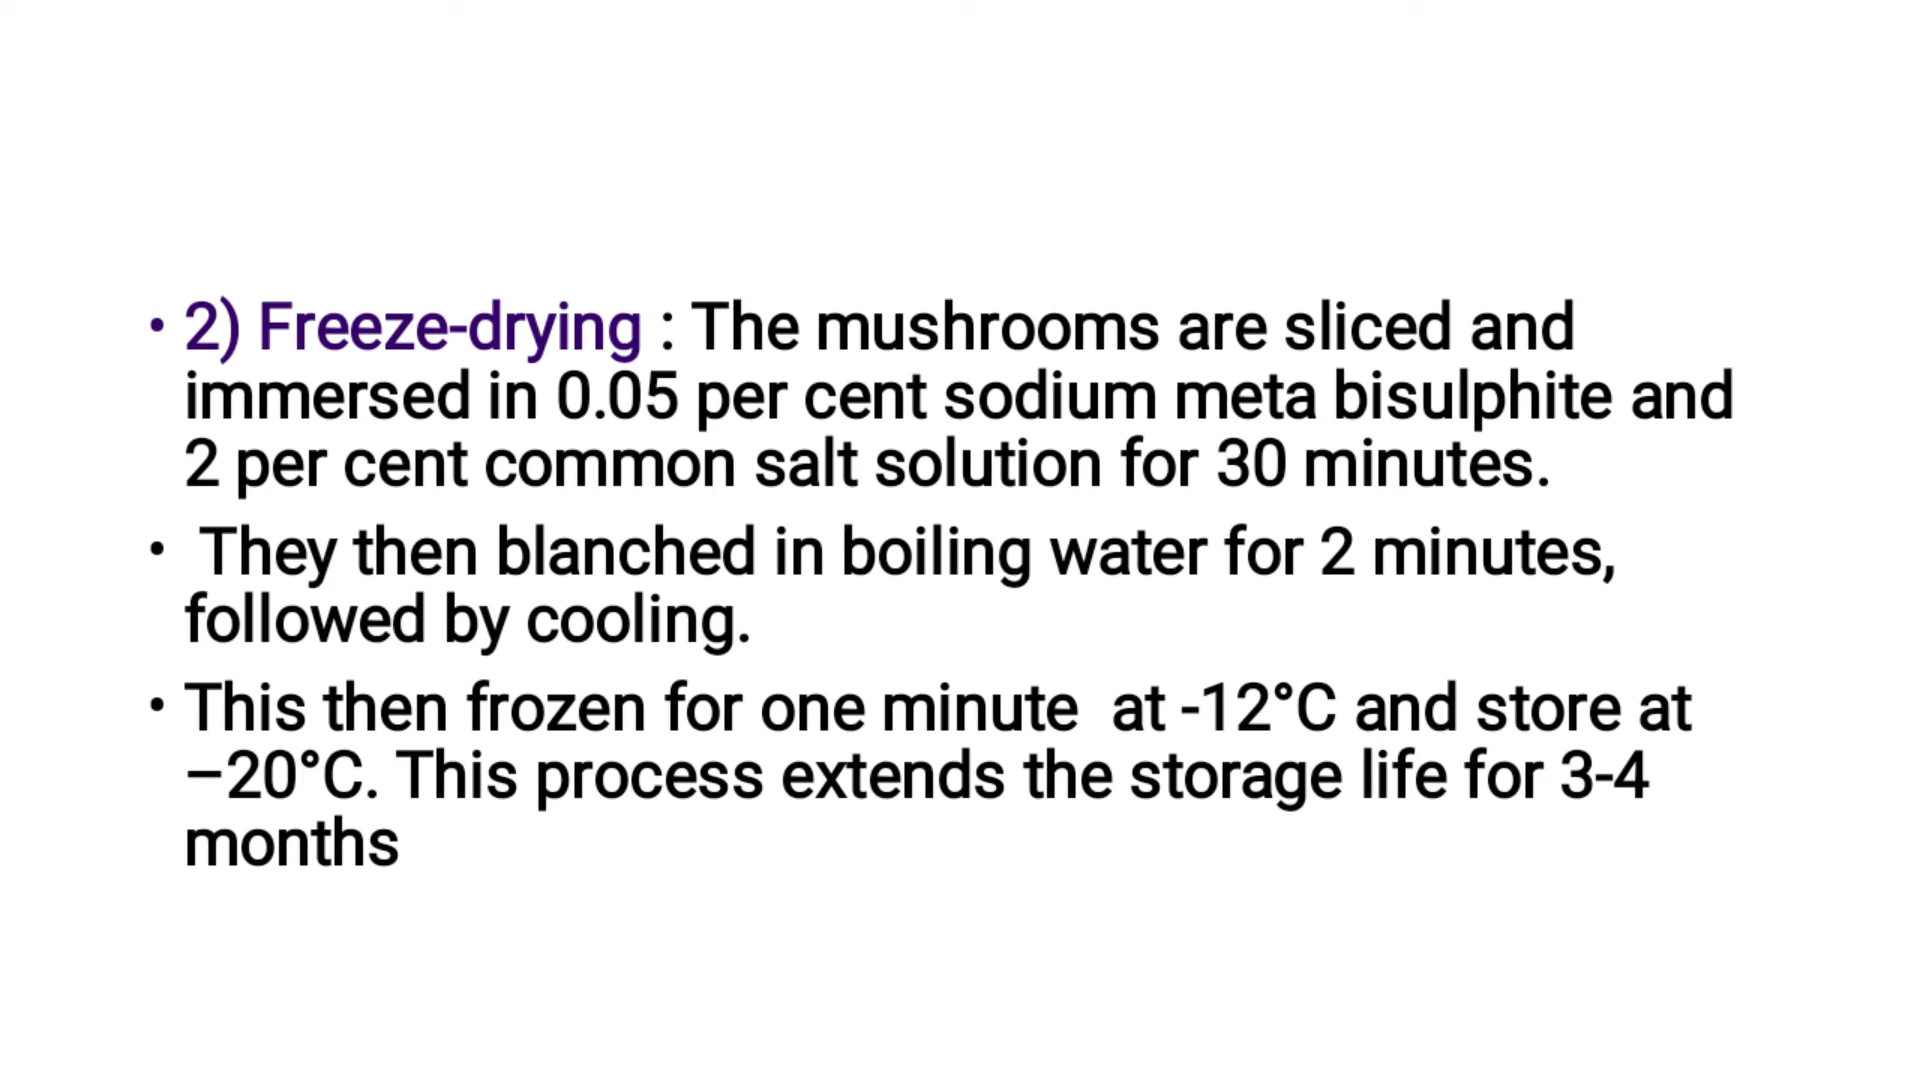 • 2) Freeze-drying : The mushrooms are sliced and
immersed in 0.05 per cent sodium meta bisulphite and
2 per cent common salt solution for 30 minutes.
• They then blanched in boiling water for 2 minutes,
followed by cooling.
• This then frozen for one minute  at -12°C and store at
–20°C. This process extends the storage life for 3-4
months